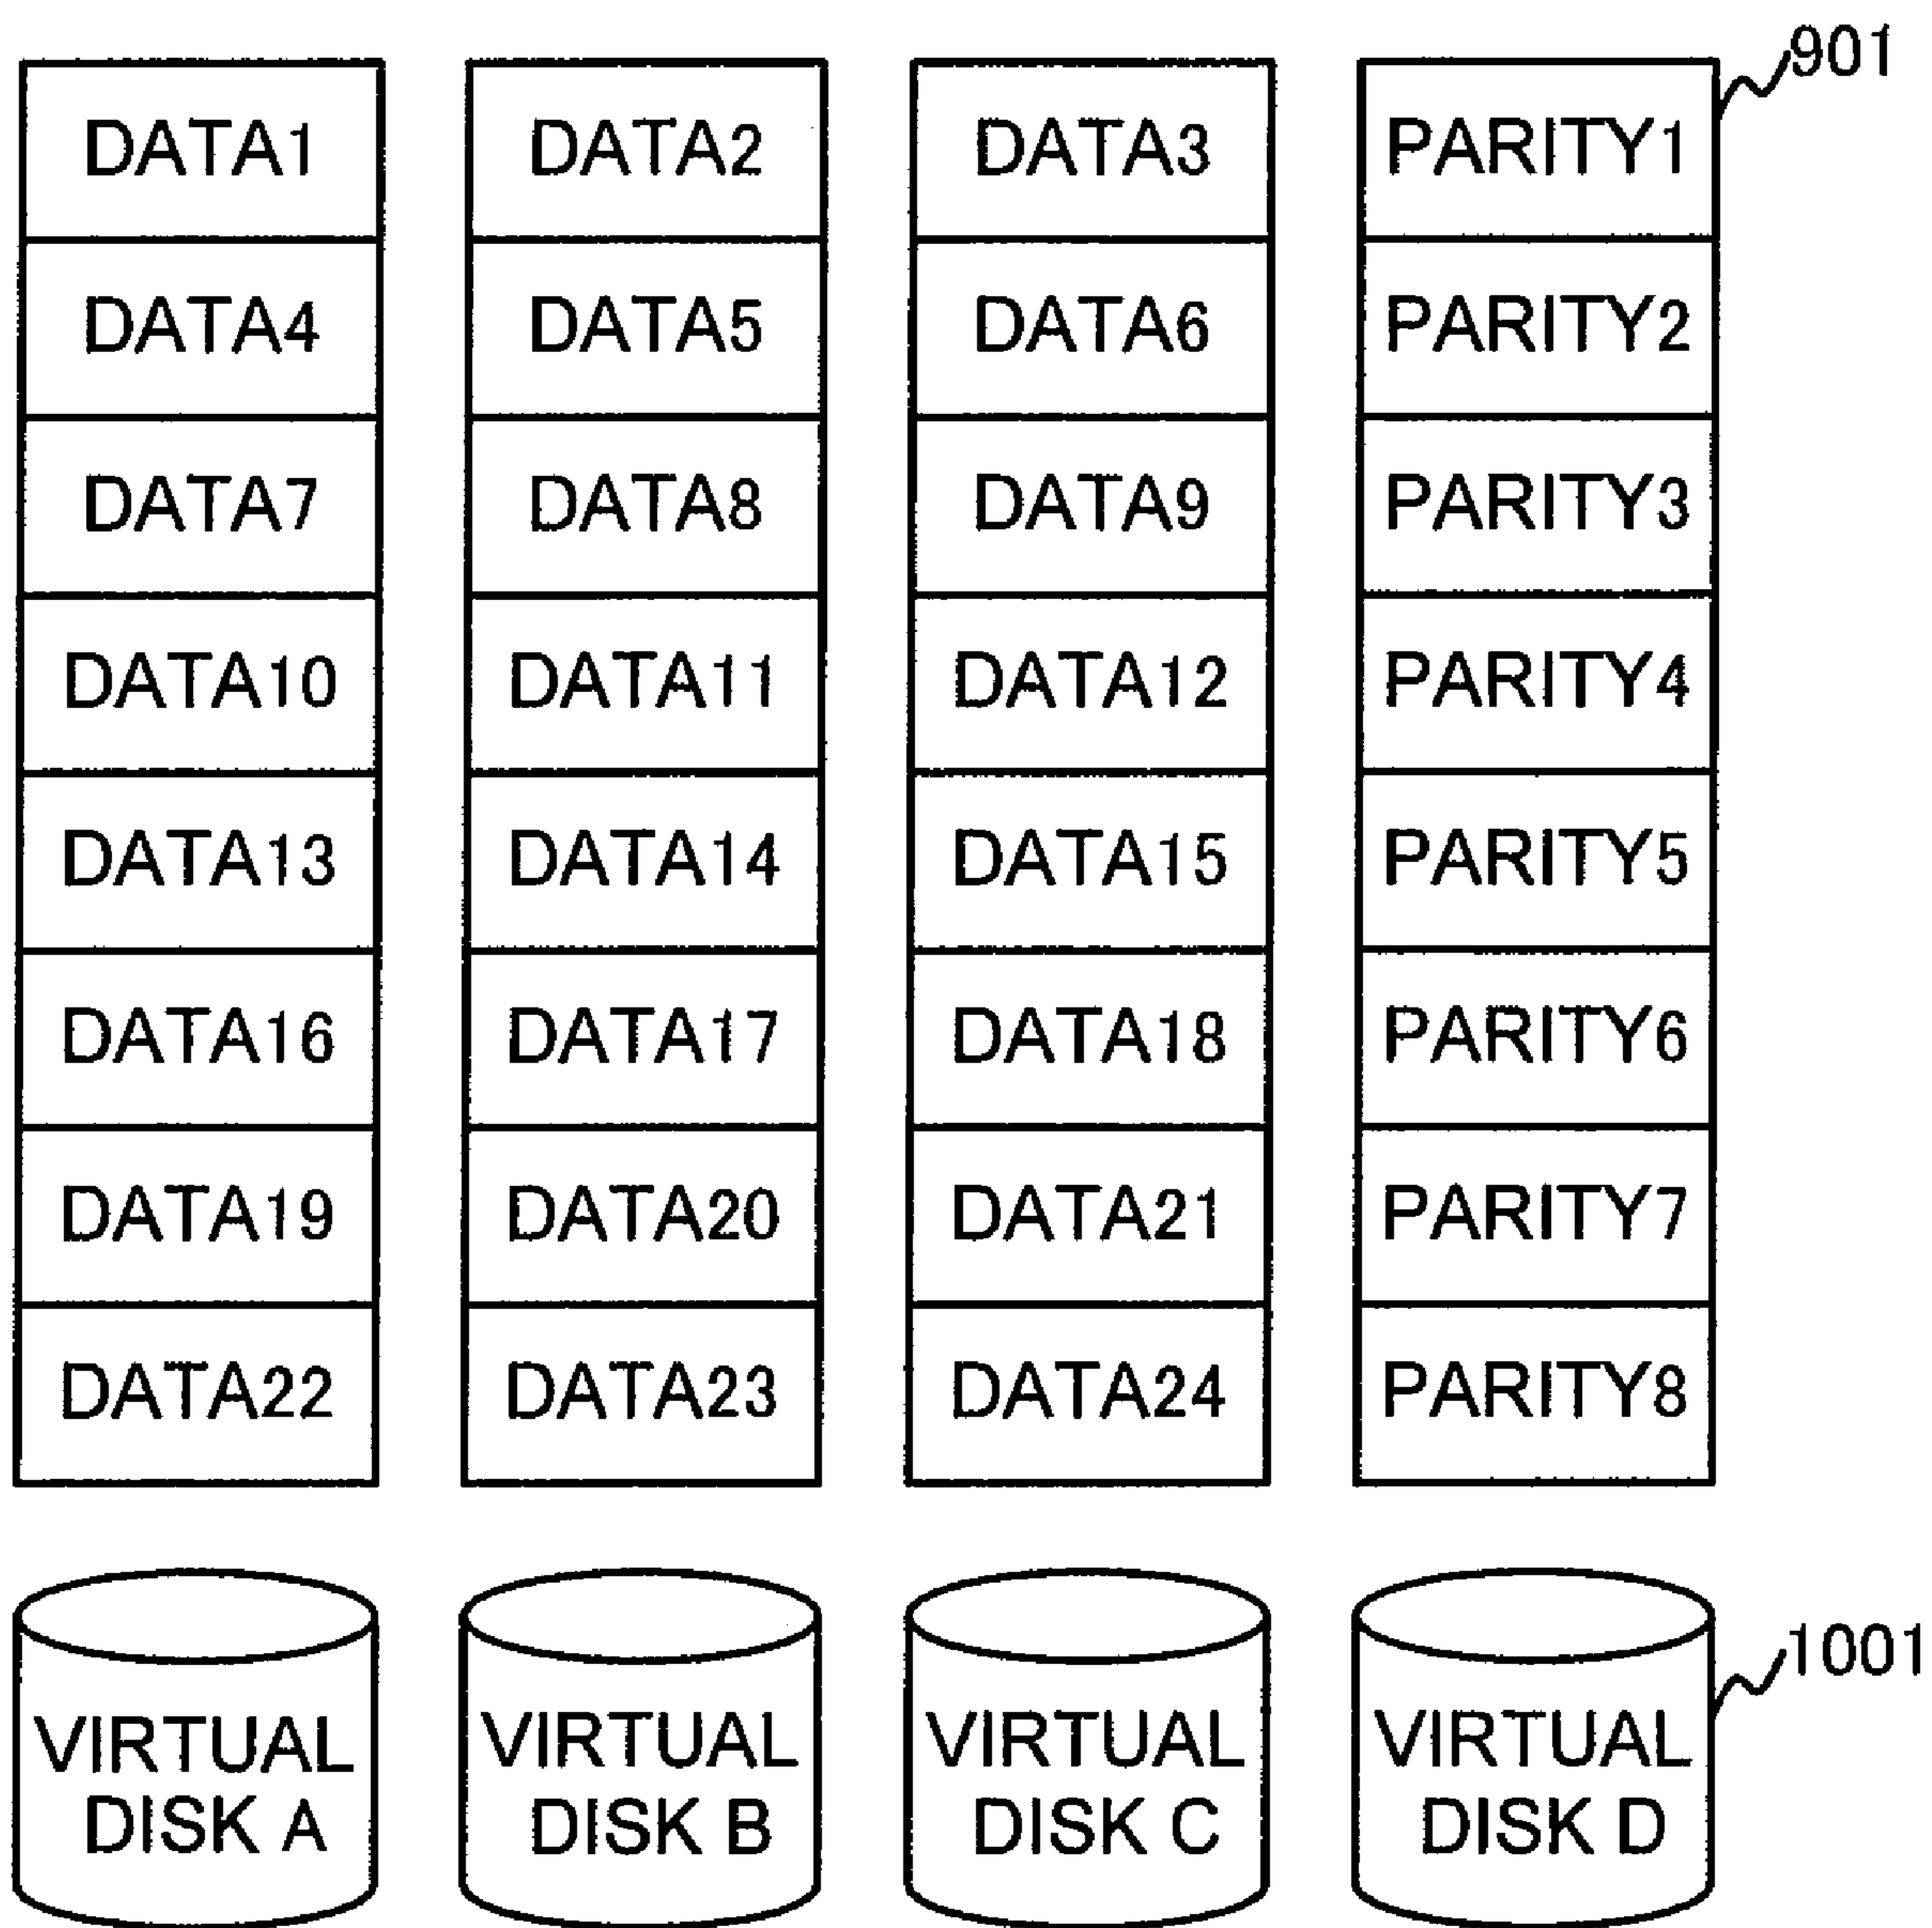 901
DATA1 DATA2 DATA3 PARITY1
DATA4 DATA5 DATA6 PARITY2
DATA7 DATA8 DATA9 PARITY3
DATA10 DATA11 DATA12 PARITY4
DATA13 DATA14 DATA15 PARITY5
DATA16 DATA17 DATA18 PARITY6
DATA19 DATA20 DATA21 PARITY7
DATA22 DATA23 DATA24 PARITY8
1001
VIRTUAL DISK A
VIRTUAL DISK B
VIRTUAL DISK C
VIRTUAL DISK D